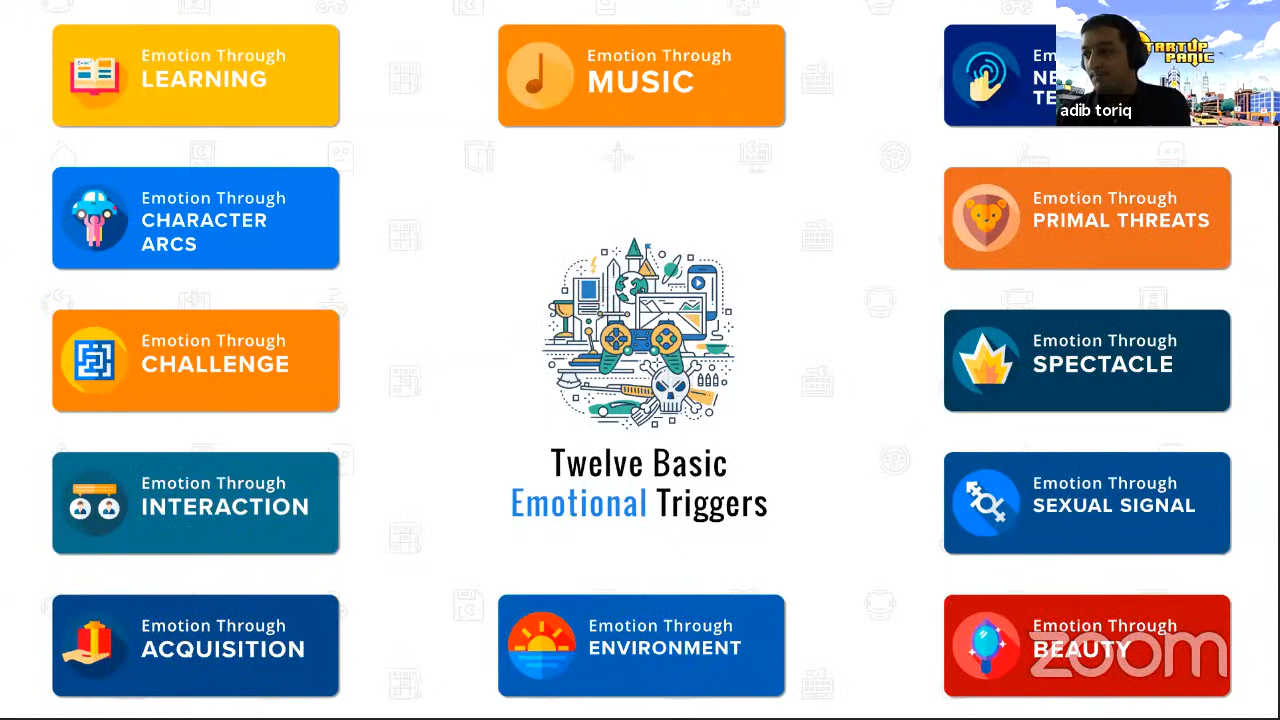 Emotion Through
LEARNING
Emotion Through
MUSIC
STARTUP
PANIC
adib toriq
Emotion Through
CHARACTER
ARCS
Emotion Through
PRIMAL THREATS
Emotion Through
CHALLENGE
Emotion Through
SPECTACLE
Twelve Basic
Emotional Triggers
Emotion Through
INTERACTION
Emotion Through
SEXUAL SIGNAL
Emotion Through
ACQUISITION
Emotion Through
ENVIRONMENT
Emotion Through
BEAUTY
zoom